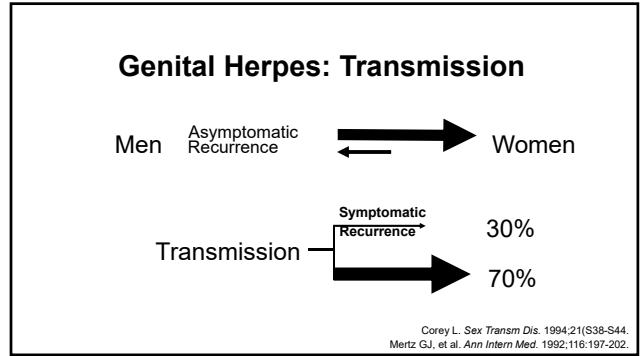 Genital Herpes: Transmission
Men Asymptomatic Recurrence Women
Symptomatic
Recurrence 30%
Transmission
70%
Corey L. Sex Transm Dis. 1994;21(S38-S44.
Mertz GJ, et al. Ann Intern Med. 1992;116:197-202.